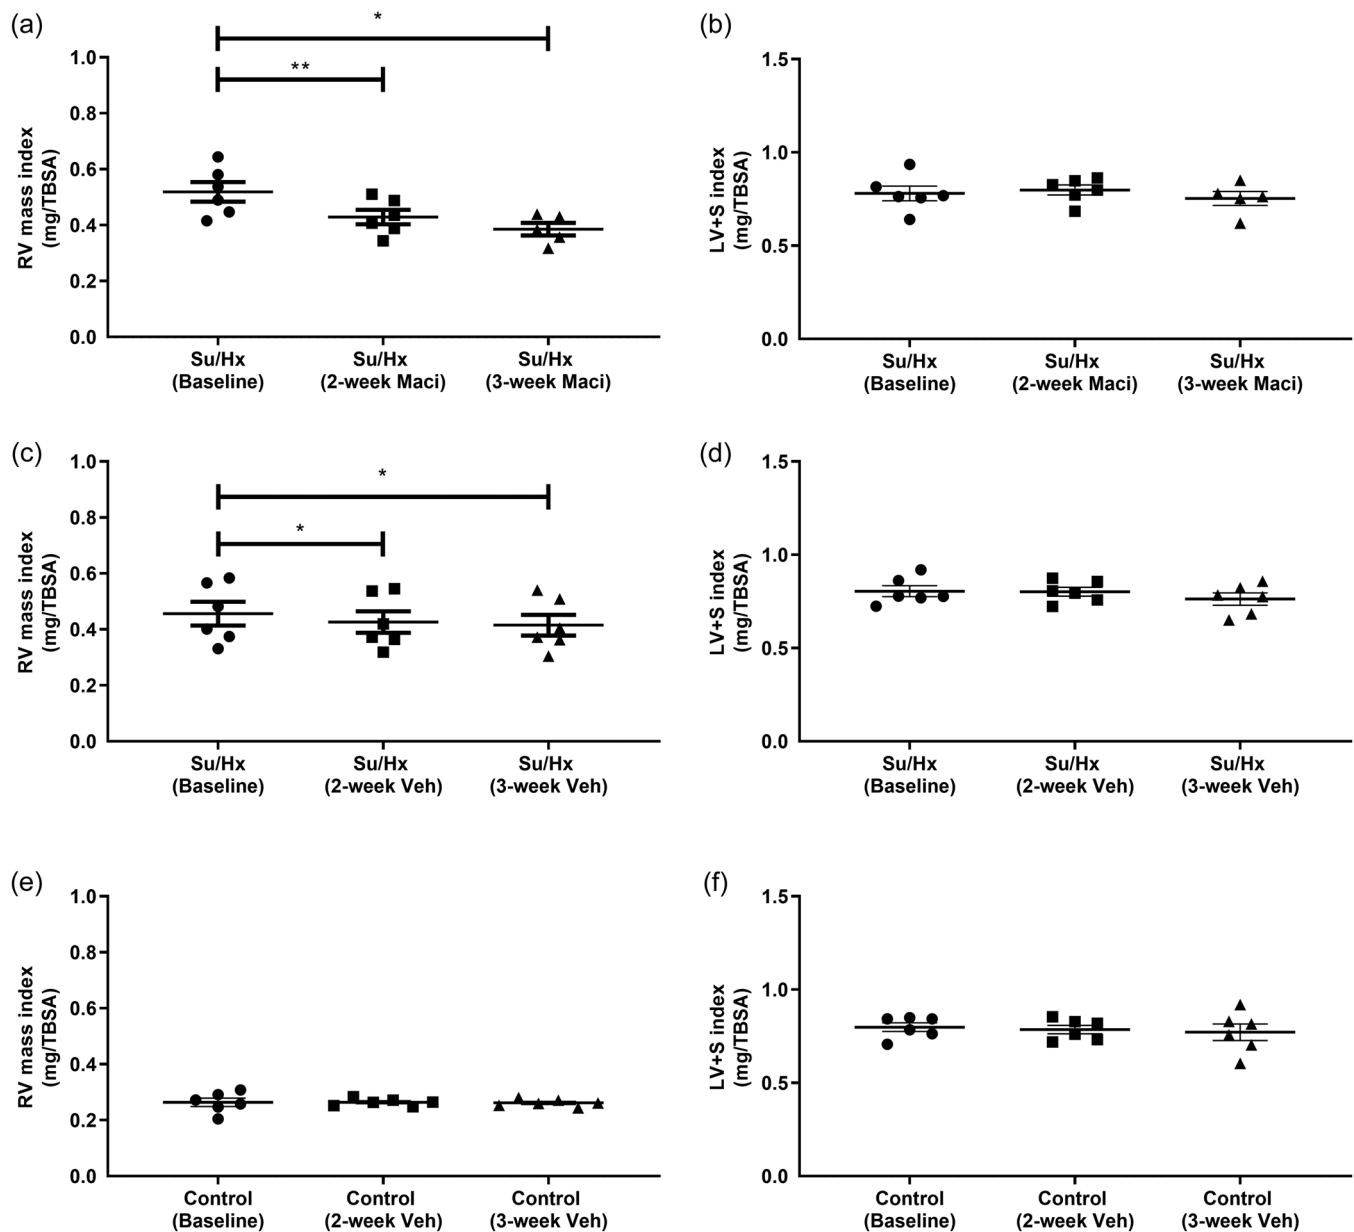 (a)
*
**
1.0
0.8
0.6
0.4
0.2
0.0
RV mass index
(mg/TBSA)
Su/Hx
(Baseline)
Su/Hx
(2-week Maci)
Su/Hx
(3-week Maci)
(b)
1.5
1.0
0.5
0.0
LV+S index
(mg/TBSA)
Su/Hx
(Baseline)
Su/Hx
(2-week Maci)
Su/Hx
(3-week Maci)
(c)
*
*
1.0
0.8
0.6
0.4
0.2
0.0
RV mass index
(mg/TBSA)
Su/Hx
(Baseline)
Su/Hx
(2-week Veh)
Su/Hx
(3-week Veh)
(d)
1.5
1.0
0.5
0.0
LV+S index
(mg/TBSA)
Su/Hx
(Baseline)
Su/Hx
(2-week Veh)
Su/Hx
(3-week Veh)
(e)
1.0
0.8
0.6
0.4
0.2
0.0
RV mass index
(mg/TBSA)
Control
(Baseline)
Control
(2-week Veh)
Control
(3-week Veh)
(f)
1.5
1.0
0.5
0.0
LV+S index
(mg/TBSA)
Control
(Baseline)
Control
(2-week Veh)
Control
(3-week Veh)